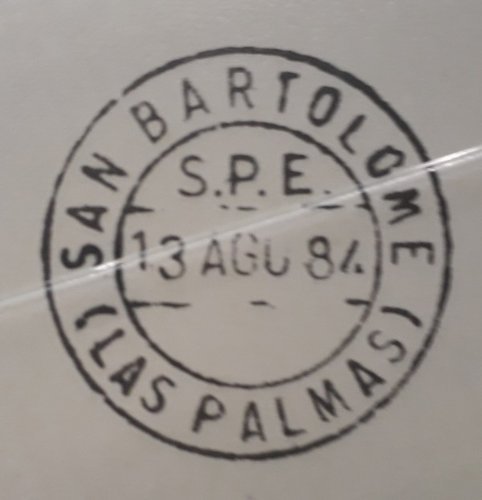 SAN BARTOLOME
S.P.E.
13 AGO 84
(LAS PALMAS)